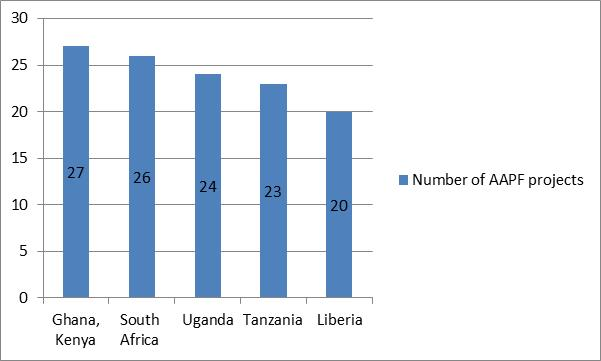 30
25
20
15
10
5
0
27
26
24
23
20
Ghana,
Kenya
South
Africa
Uganda
Tanzania
Liberia
Number of AAPF projects